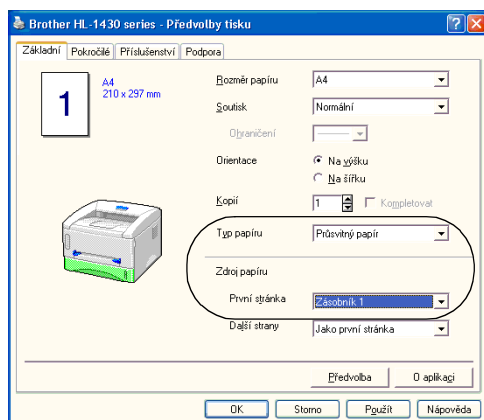 Brother HL-1430 series - Předvolby tisku
Základní Pokročilé Příslušenství Podpora
1
A4
210 x 297 mm
Rozměr papíru A4
Soutisk Normální
Ohraničení
Orientace Na výšku
Na šířku
Kopií 1 Kompletovat
Typ papíru Průsvitný papír
Zdroj papíru
První stránka Zásobník 1
Další strany Jako první stránka
Předvolba O aplikaci
OK Storno Použít Nápověda